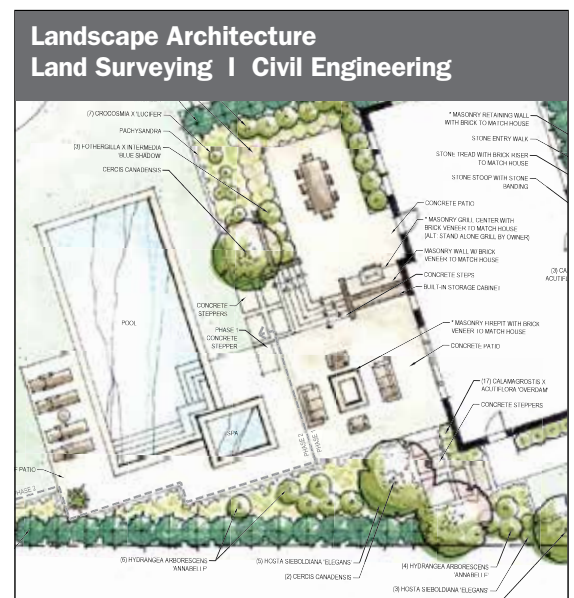 Landscape Architecture
Land Surveying | Civil Engineering
(7) CROCOSMIA X 'LUCIFER'
PACHYSANDRA
(3) FOTHERGILLA X INTERMEDIA
'BLUE SHADOW'
CERCIS CANADENSIS
* MASONRY RETAINING WALL
WITH BRICK TO MATCH HOUSE
STONE ENTRY WALK
STONE TREAD WITH BRICK RISER
TO MATCH HOUSE
STONE STOOP WITH STONE
BANDING
CONCRETE PATIO
* MASONRY GRILL CENTER WITH
BRICK VENEER TO MATCH HOUSE
(ALT: STAND ALONE GRILL BY OWNER)
MASONRY WALL W/ BRICK
VENEER TO MATCH HOUSE
CONCRETE STEPS
BUILT-IN STORAGE CABINET
(3) CA
ACUTIFL
CONCRETE
STEPPERS
PHASE 1
CONCRETE
STEPPER
POOL
* MASONRY FIREPIT WITH BRICK
VENEER TO MATCH HOUSE
CONCRETE PATIO
(17) CALAMAGROSTIS X
ACUTIFLORA 'OVERDAM'
CONCRETE STEPPERS
SPA
PHASE 1
PHASE 2
PATIO
PHASE 2
(6) HYDRANGEA ARBORESCENS
'ANNABELLE'
(5) HOSTA SIEBOLDIANA 'ELEGANS'
(2) CERCIS CANADENSIS
(4) HYDRANGEA ARBORESCENS
'ANNABELLE'
(3) HOSTA SIEBOLDIANA 'ELEGANS'